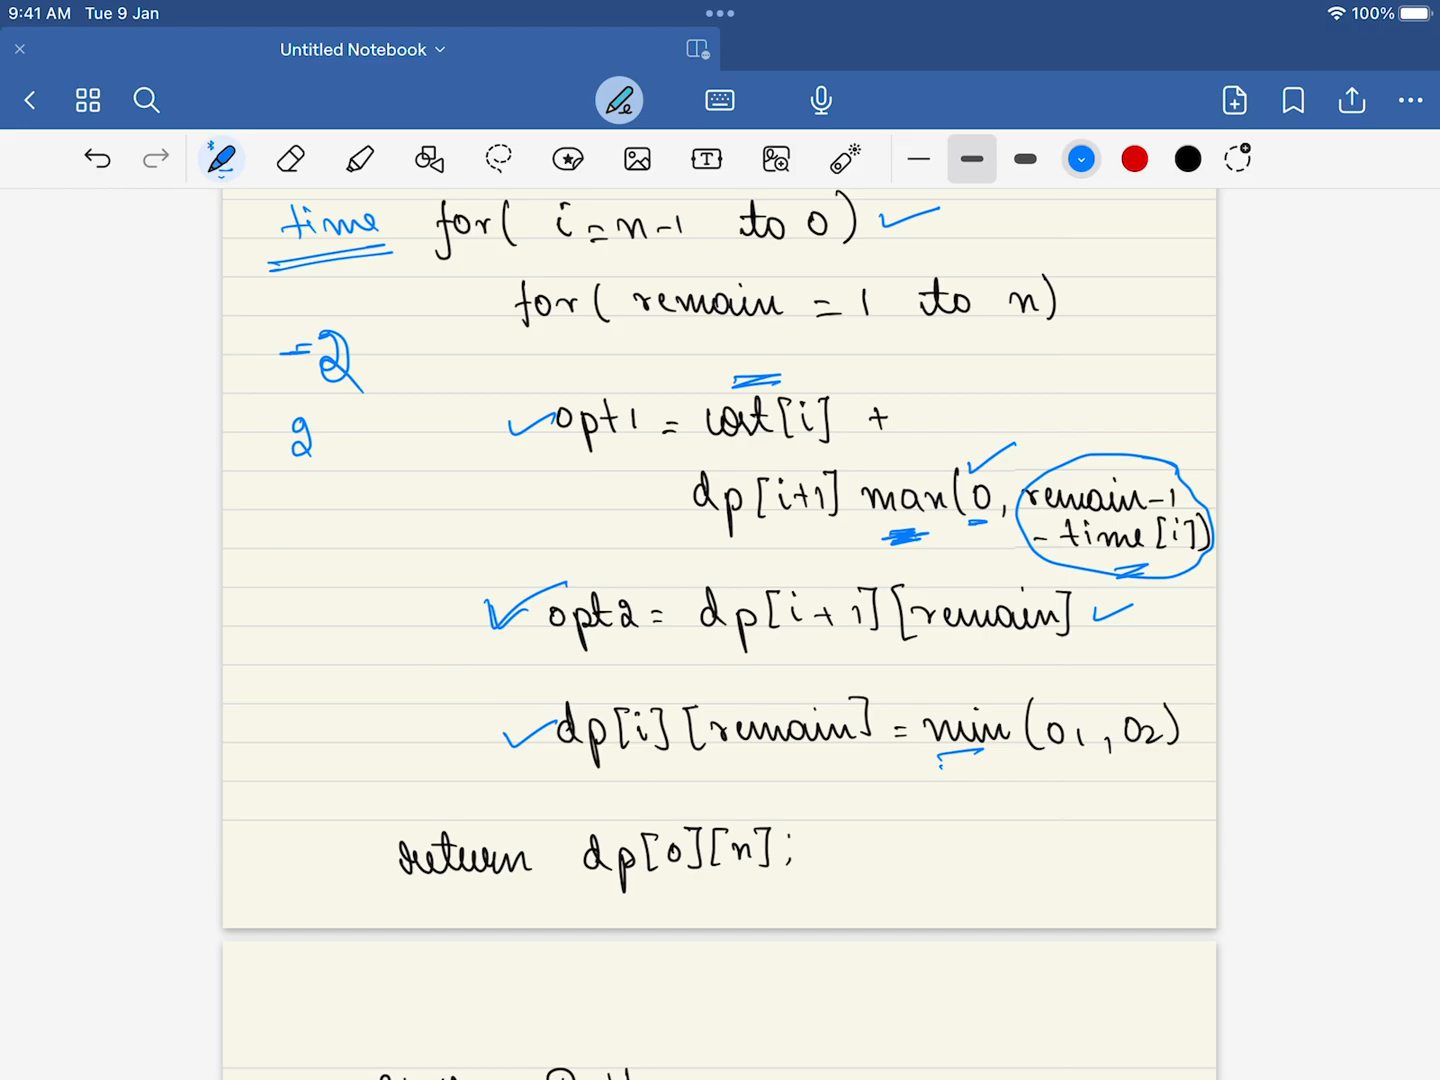 9:41 AM Tue 9 Jan
100%
Untitled Notebook
time for( i=n-1 to 0)
for( remain = 1 to n)
-2
2
opt1 = cost[i] +
dp[i+1] max(0, remain-1
- time[i])
opt2 = dp[i+1][remain]
dp[i][remain] = min(O1, O2)
return dp[0][n];